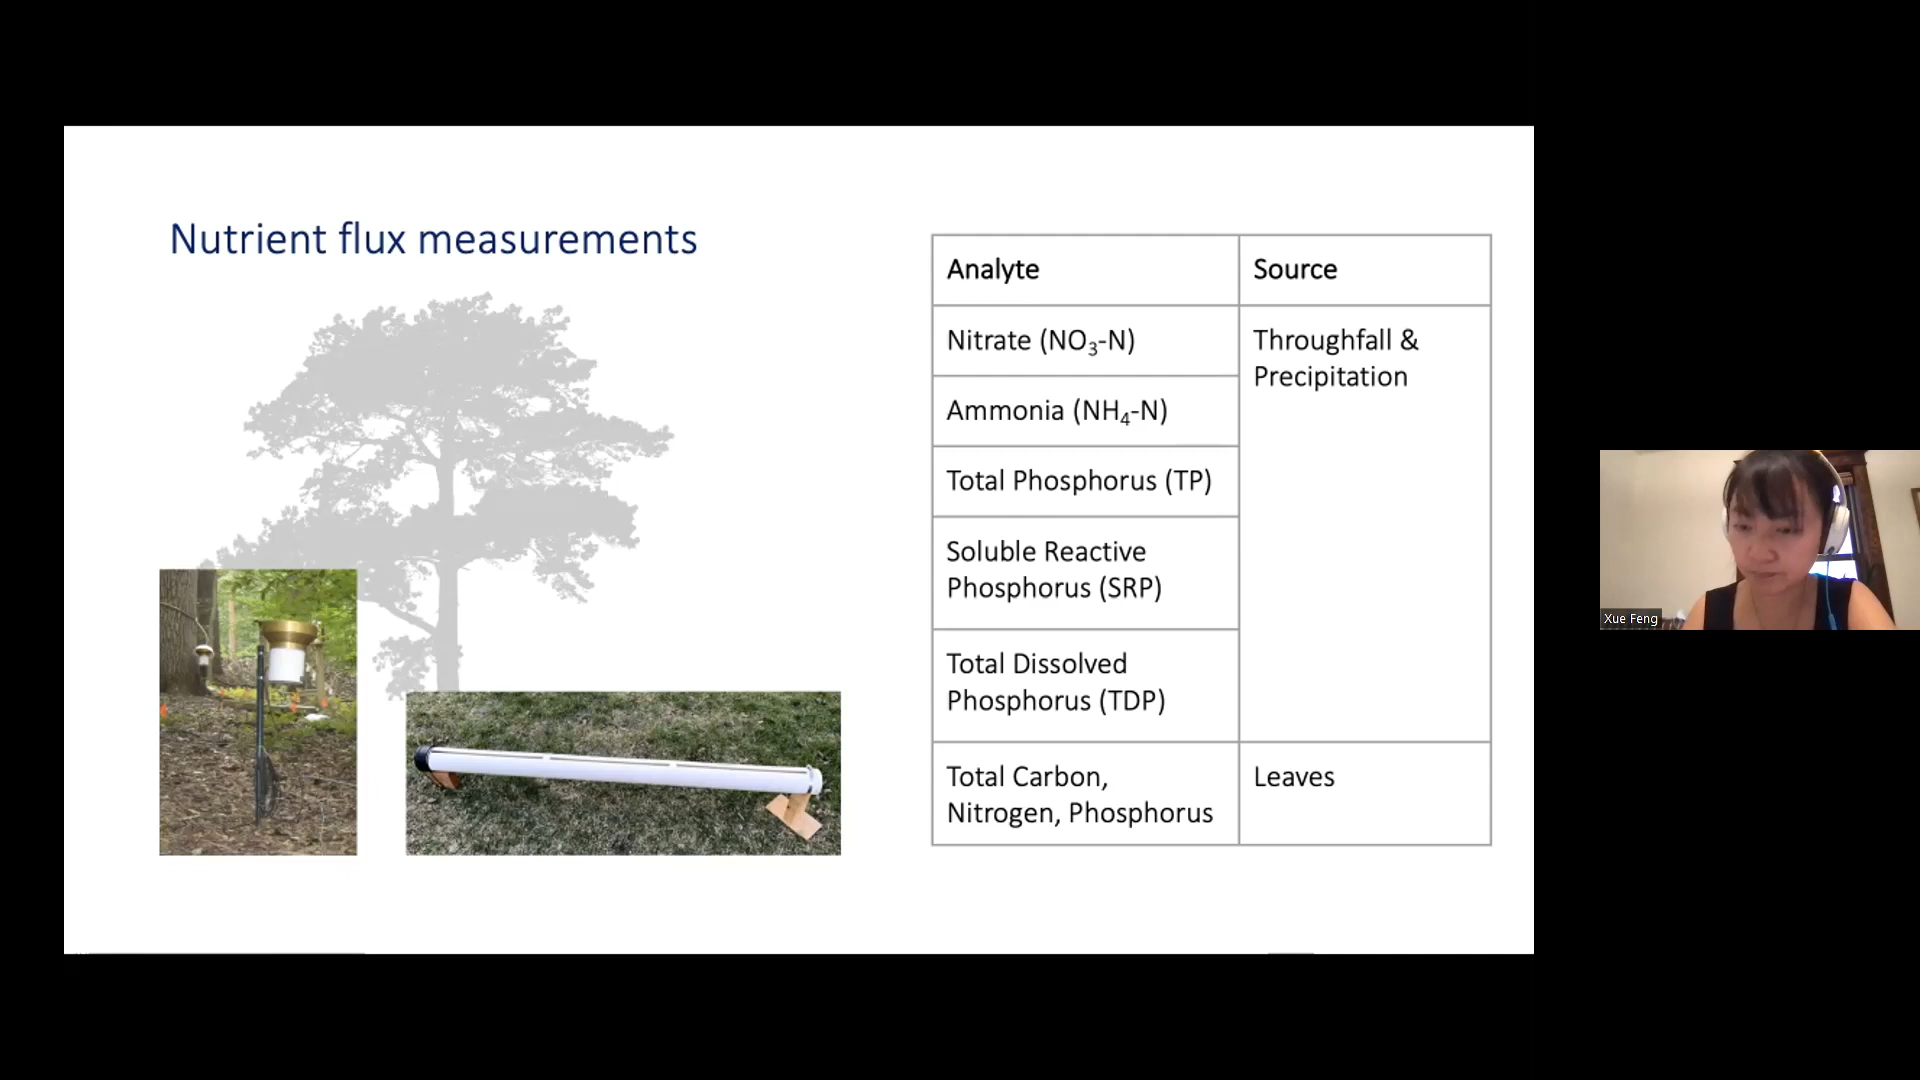 Nutrient flux measurements
Analyte
Source
Nitrate (NO₃-N)
Throughfall &
Precipitation
Ammonia (NH₄-N)
Total Phosphorus (TP)
Soluble Reactive
Phosphorus (SRP)
Total Dissolved
Phosphorus (TDP)
Total Carbon,
Nitrogen, Phosphorus
Leaves
Xue Feng